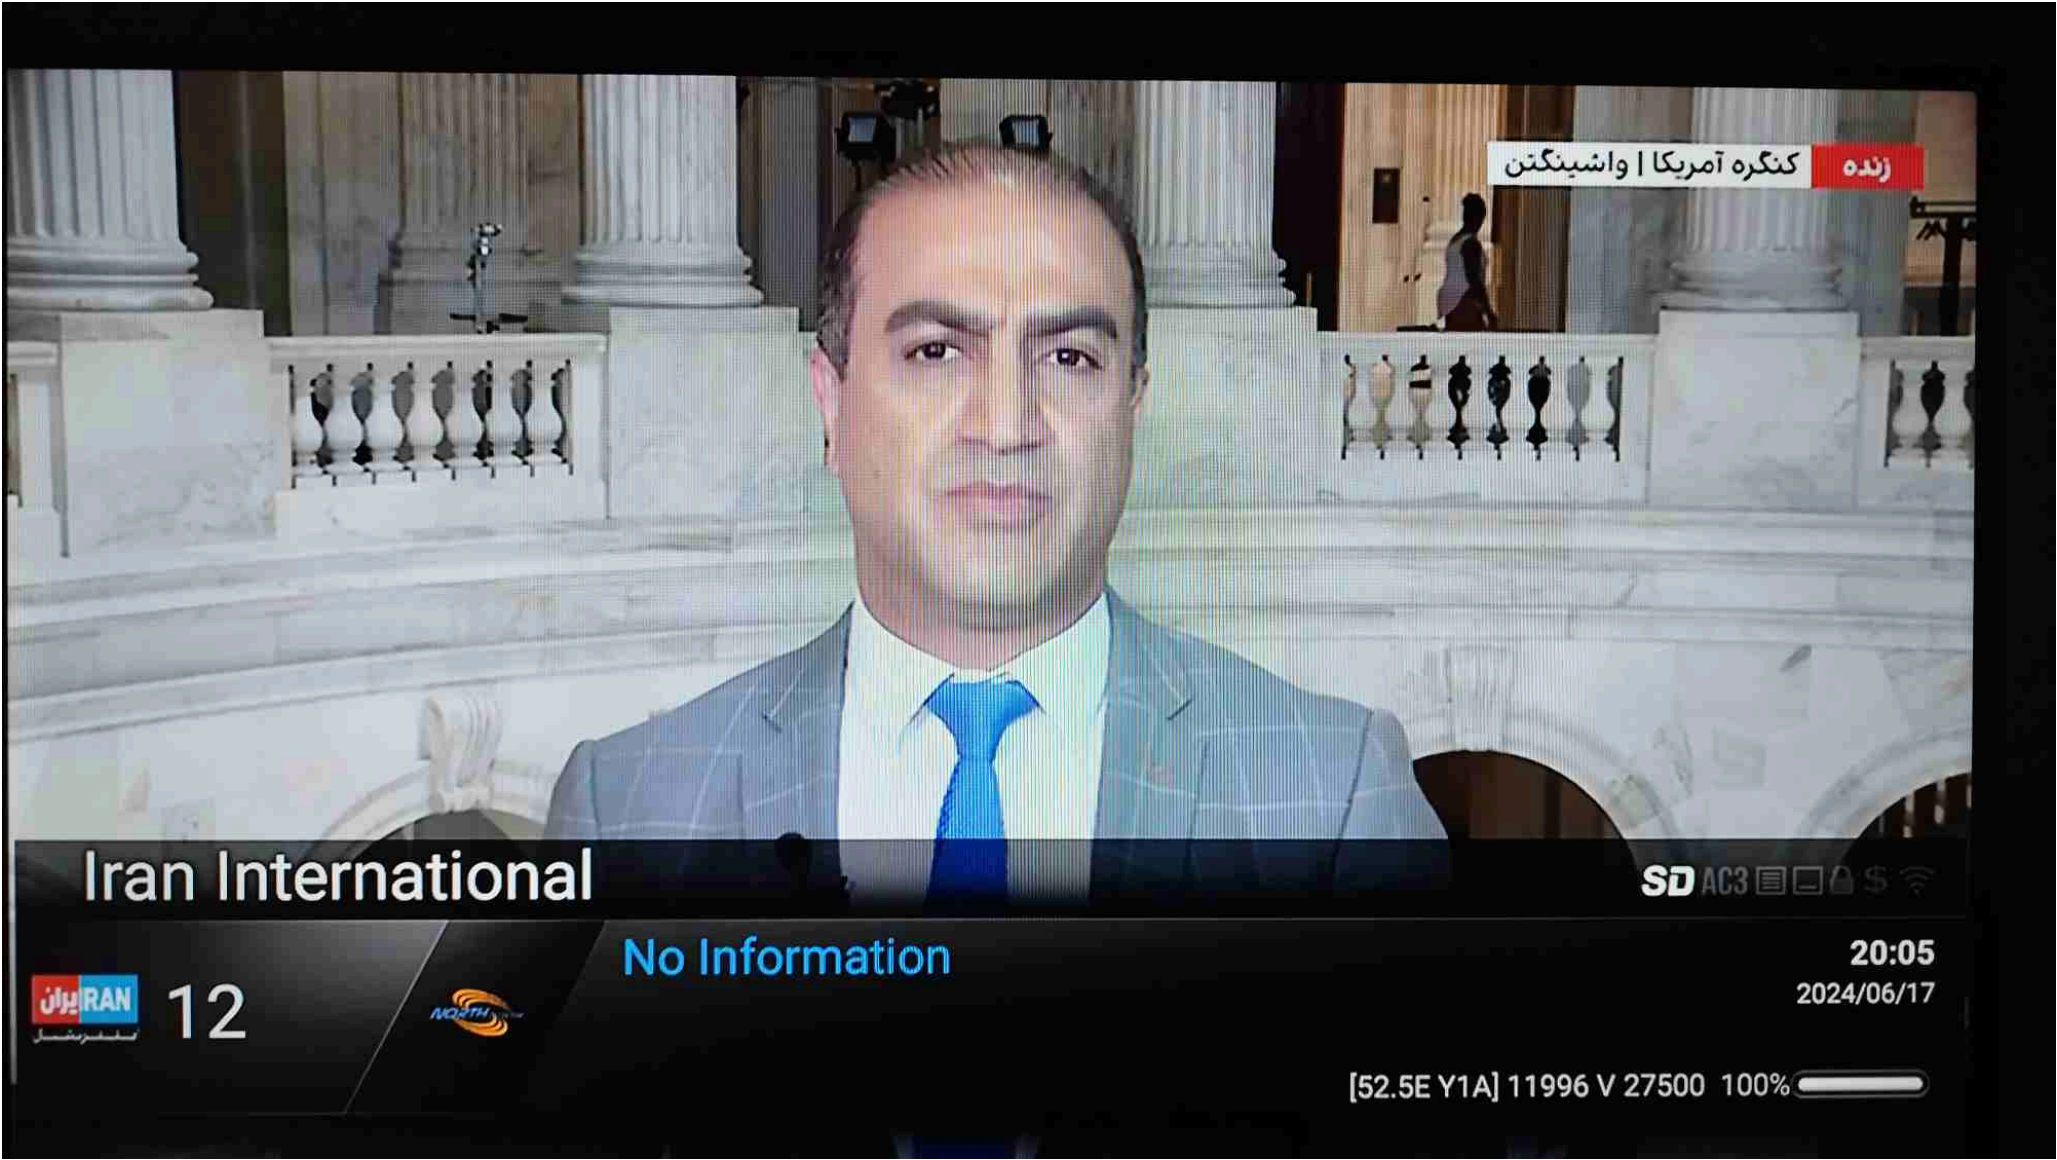 زنده
کنگره آمریکا | واشینگتن
Iran International
SD AC3 $
ایران IRAN
12
NORTH
No Information
20:05
2024/06/17
[52.5E Y1A] 11996 V 27500 100%